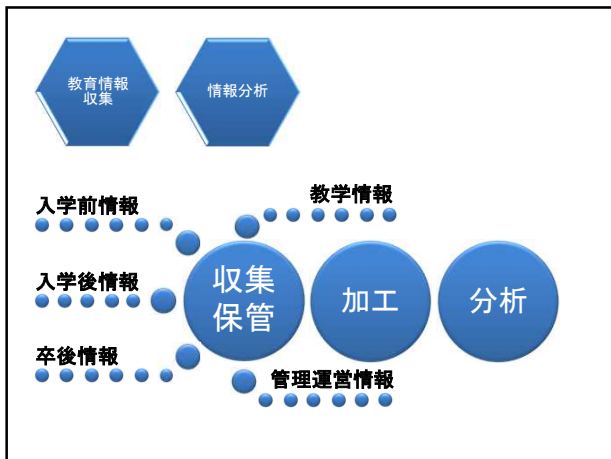 教育情報
収集
情報分析
入学前情報
教学情報
入学後情報
収集
保管
加工
分析
卒後情報
管理運営情報